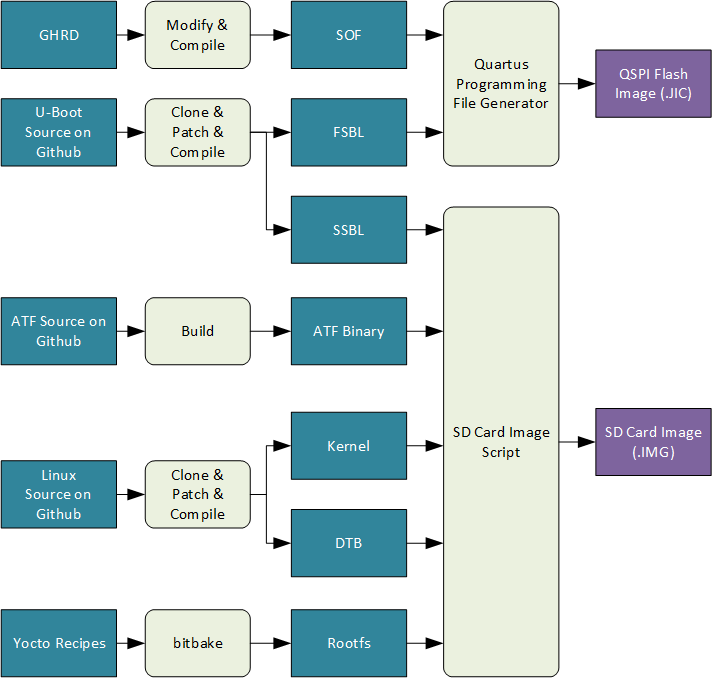 GHRD
Modify &
Compile
SOF
Quartus
Programming
File Generator
QSPI Flash
Image (.JIC)
U-Boot
Source on
Github
Clone &
Patch &
Compile
FSBL
SSBL
ATF Source on
Github
Build
ATF Binary
SD Card Image
Script
SD Card Image
(.IMG)
Kernel
Linux
Source on
Github
Clone &
Patch &
Compile
DTB
Yocto Recipes
bitbake
Rootfs